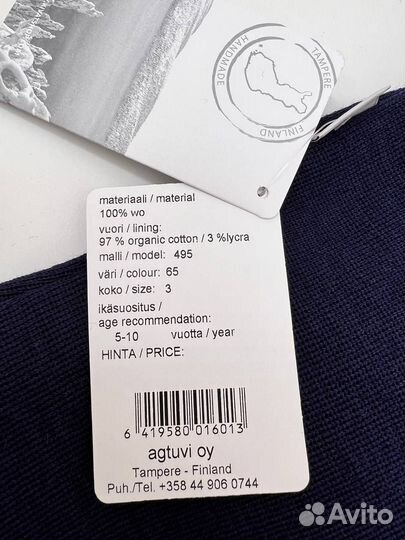 TAMPERE
HANDMADE
FINLAND
materiaali / material
100% wo
vuori / lining:
97 % organic cotton / 3 %lycra
malli / model: 495
väri / colour: 65
koko / size: 3
ikäsuositus /
age recommendation:
5-10 vuotta / year
HINTA / PRICE:
6 419580 016013
agtuvi oy
Tampere - Finland
Puh./Tel. +358 44 906 0744
Avito